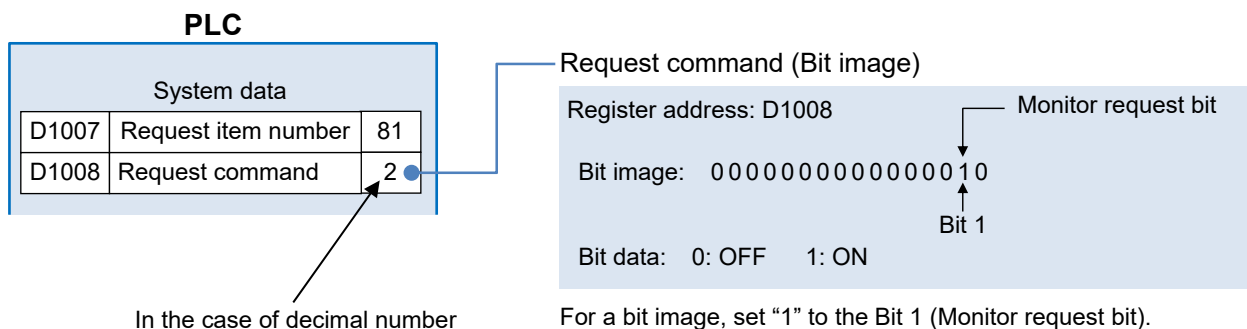 PLC
System data
D1007 Request item number 81
D1008 Request command 2
In the case of decimal number
Request command (Bit image)
Register address: D1008
Monitor request bit
Bit image: 0000000000000010
Bit 1
Bit data: 0: OFF 1: ON
For a bit image, set “1” to the Bit 1 (Monitor request bit).